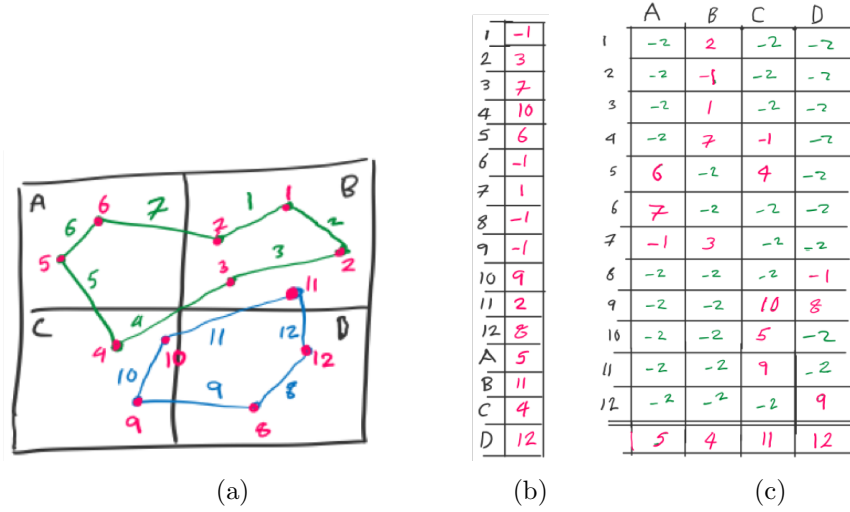 A 6 7 1 1 B
6 7 2
5 5 3 3 2
11
C 4 11 12 D
4 10 12
10 9 8
9 8
(a)
1 -1
2 3
3 7
4 10
5 6
6 -1
7 1
8 -1
9 -1
10 9
11 2
12 8
A 5
B 11
C 4
D 12
(b)
A B C D
1 -2 2 -2 -2
2 -2 -1 -2 -2
3 -2 1 -2 -2
4 -2 7 -1 -2
5 6 -2 4 -2
6 7 -2 -2 -2
7 -1 3 -2 -2
8 -2 -2 -2 -1
9 -2 -2 10 8
10 -2 -2 5 -2
11 -2 -2 9 -2
12 -2 -2 -2 9
5 4 11 12
(c)